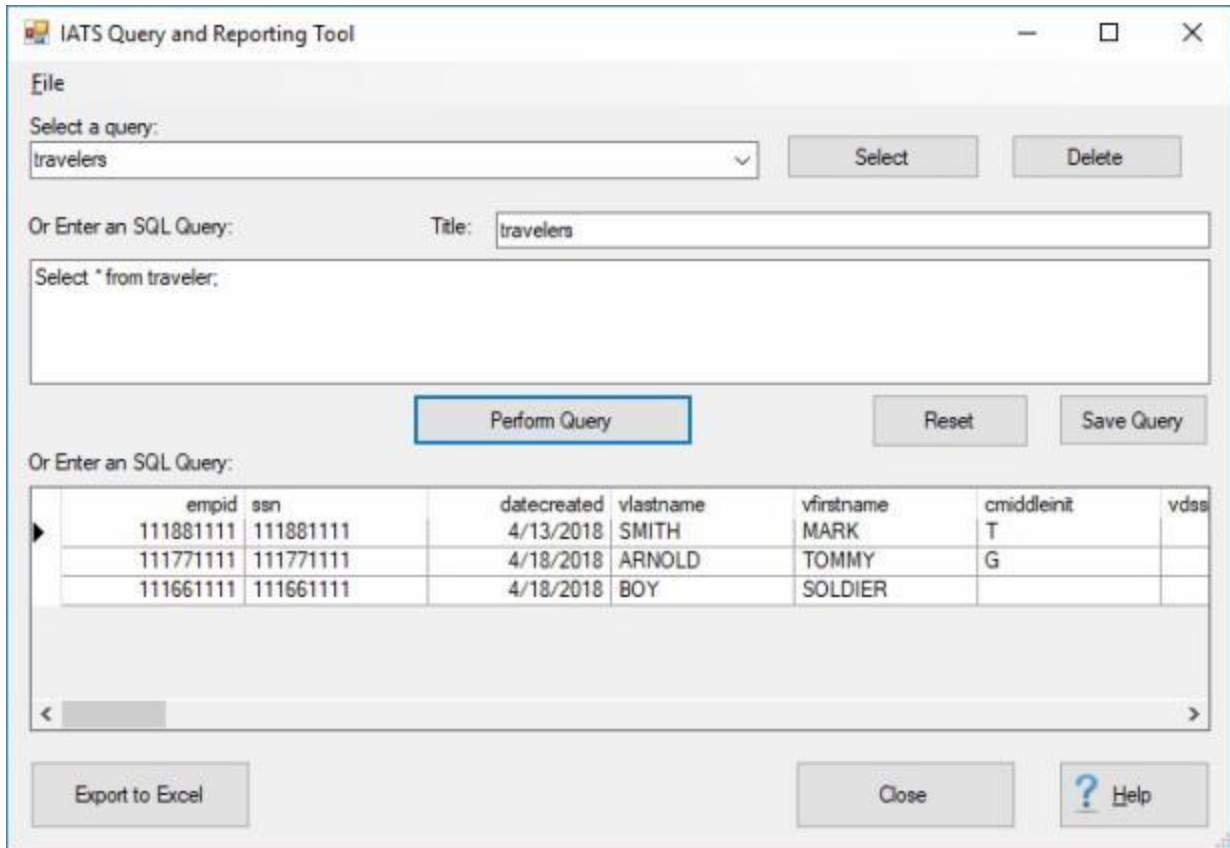 IATS Query and Reporting Tool
File
Select a query:
travelers Select Delete
Or Enter an SQL Query: Title: travelers
Select * from traveler;
Perform Query Reset Save Query
Or Enter an SQL Query:
empid ssn datecreated vlastname vfirstname cmiddleinit vdss
111881111 111881111 4/13/2018 SMITH MARK T
111771111 111771111 4/18/2018 ARNOLD TOMMY G
111661111 111661111 4/18/2018 BOY SOLDIER
Export to Excel Close ? Help